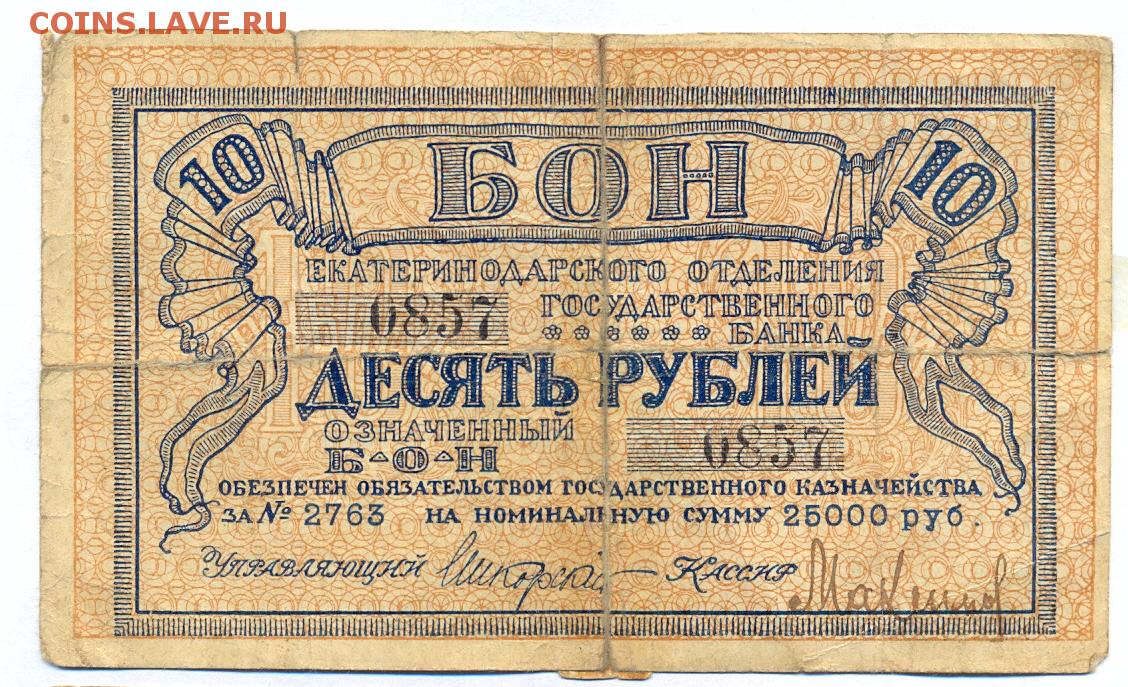 COINS.LAVE.RU
10 БОН 10
ЕКАТЕРИНОДАРСКОГО ОТДЕЛЕНИЯ
0857 ГОСУДАРСТВЕННОГО
БАНКА
ДЕСЯТЬ РУБЛЕЙ
ОЗНАЧЕННЫЙ
Б-О-Н 0857
ОБЕЗПЕЧЕН ОБЯЗАТЕЛЬСТВОМ ГОСУДАРСТВЕННОГО КАЗНАЧЕЙСТВА
ЗА № 2763 НА НОМИНАЛЬНУЮ СУММУ 25000 руб.
УПРАВЛЯЮЩИЙ КАССИР